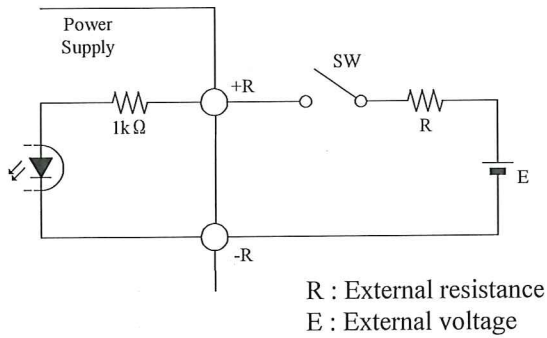 Power
Supply
SW
+R
1kΩ
R
E
-R
R : External resistance
E : External voltage